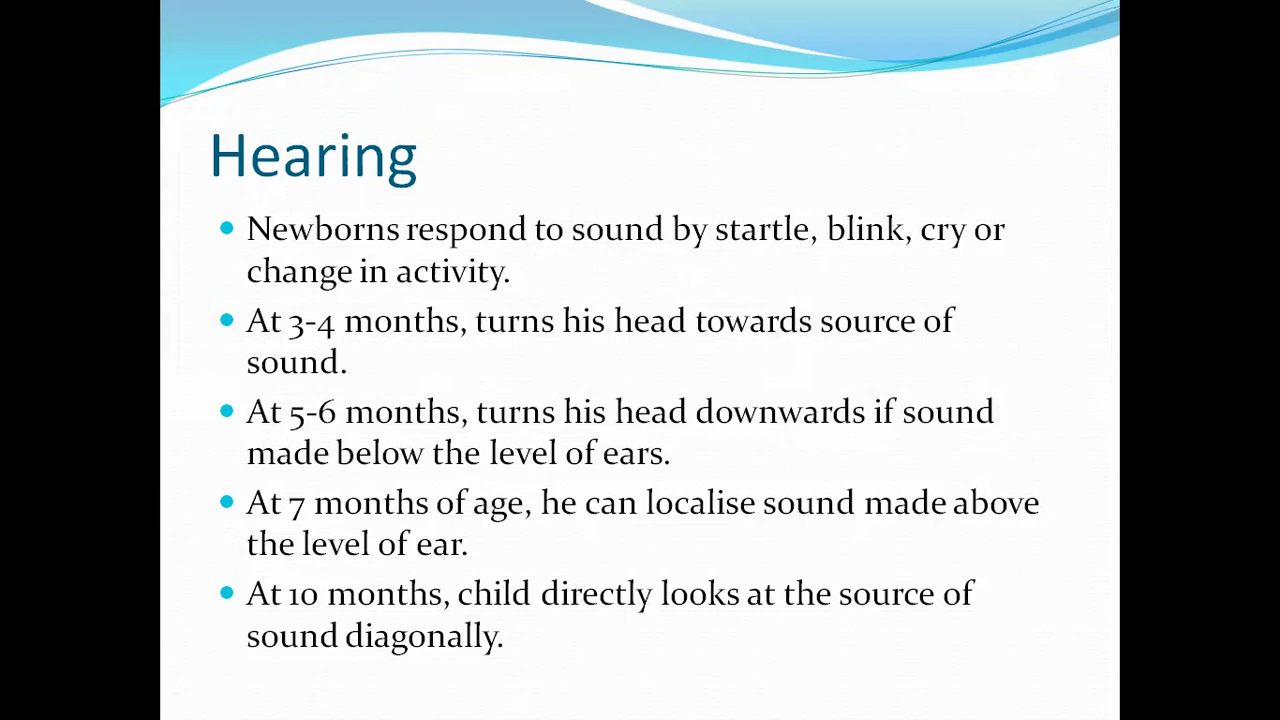 Hearing
Newborns respond to sound by startle, blink, cry or
change in activity.
At 3-4 months, turns his head towards source of
sound.
At 5-6 months, turns his head downwards if sound
made below the level of ears.
At 7 months of age, he can localise sound made above
the level of ear.
At 10 months, child directly looks at the source of
sound diagonally.